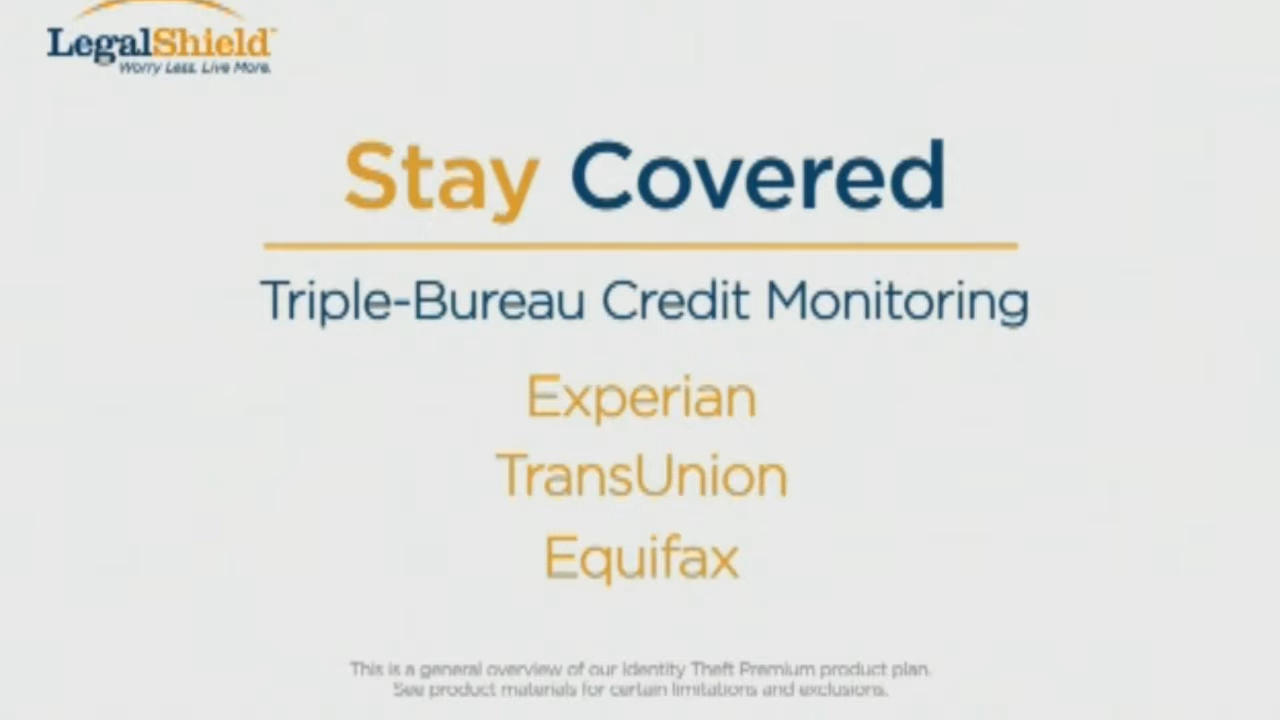 LegalShield™
Worry Less. Live More.
Stay Covered
Triple-Bureau Credit Monitoring
Experian
TransUnion
Equifax
This is a general overview of our Identity Theft Premium product plan.
See product materials for certain limitations and exclusions.